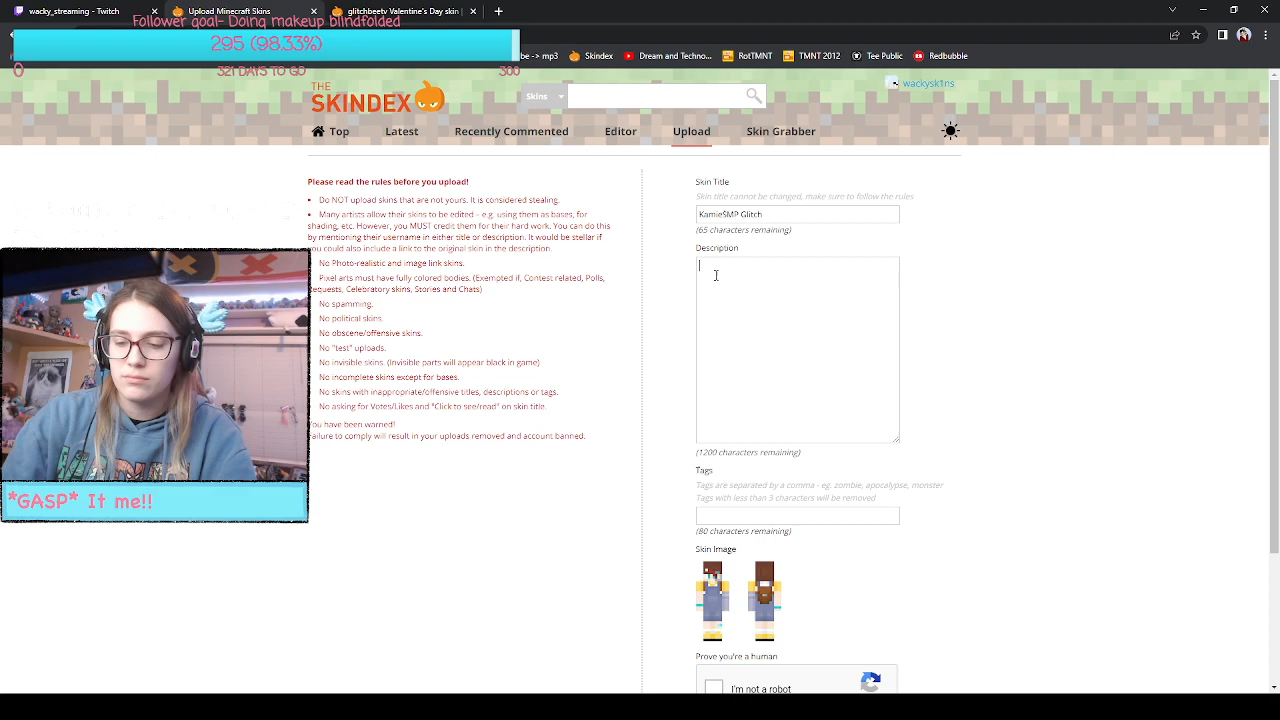 wacky_streaming - Twitch
Upload - Min
Upload - Min
Follower goal- Doing makeup blindfolded
295 (98.33%)
0
321 DAYS TO GO
300
be -> mp3
Skindex
Dream and Techno...
RotTMNT
TMNT 2012
Tee Public
Redbubble
THE
SKINDEX
Skins
wackysk1ns
Top
Latest
Recently Commented
Editor
Upload
Skin Grabber
Please read the rules before you upload!
• Do NOT upload skins that are not yours. It is considered stealing.
• Many artists allow their skins to be edited – e.g. using them as bases, for
shading, etc. However, you MUST credit them for their hard work. You can do this
by mentioning their username in either title or description. It would be stellar if
you could also include a link to the original skin in the description.
No Photo-realistic and image link skins.
Pixel arts must have fully colored bodies. (Exempted if, Contest related, Polls,
equests, Celebratory skins, Stories and Chats)
No spamming.
No political skins.
No obscene/offensive skins.
No "test" uploads.
No invisible skins. (Invisible parts will appear black in game)
No incomplete skins except for bases.
No skins with inappropriate/offensive titles, descriptions or tags.
No asking for Votes/Likes and "Click to see/read" on skin title.
ou have been warned!
ailure to comply will result in your uploads removed and account banned.
Skin Title
Skin title cannot be changed, make sure to follow the rules
KamieSMP Glitch
(65 characters remaining)
Description
(1200 characters remaining)
Tags
Tags are separated by a comma - eg. zombie, apocalypse, monster
Tags with less than 3 characters will be removed
(80 characters remaining)
Skin Image
Prove you're a human
I'm not a robot
*GASP* It me!!